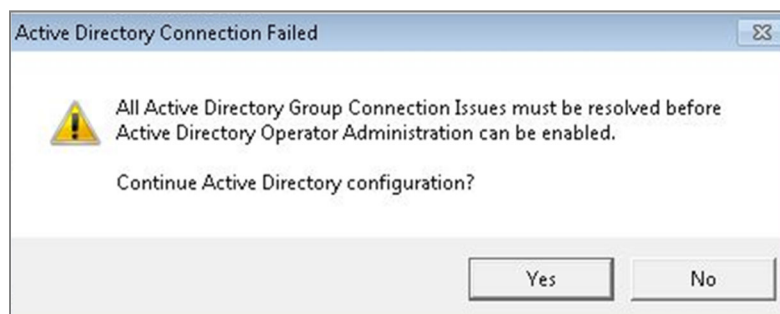 Active Directory Connection Failed
All Active Directory Group Connection Issues must be resolved before
Active Directory Operator Administration can be enabled.
Continue Active Directory configuration?
Yes No